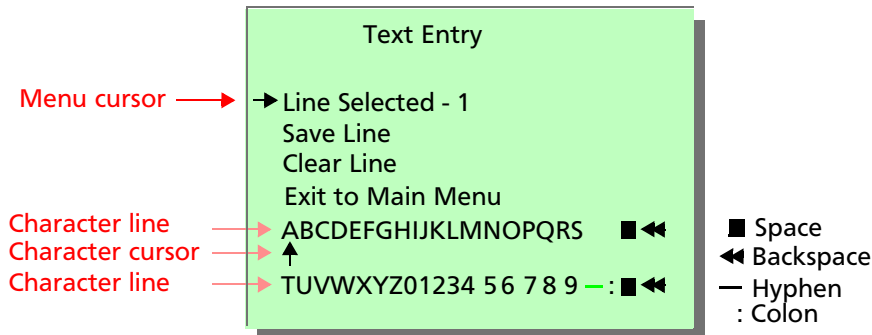 Text Entry
Menu cursor
Line Selected - 1
Save Line
Clear Line
Exit to Main Menu
Character line
ABCDEFGHIJKLMNOPQRS ■ ◀◀
■ Space
Character cursor
◀◀ Backspace
Character line
TUVWXYZ01234 5 6 7 8 9 – : ■ ◀◀
— Hyphen
: Colon